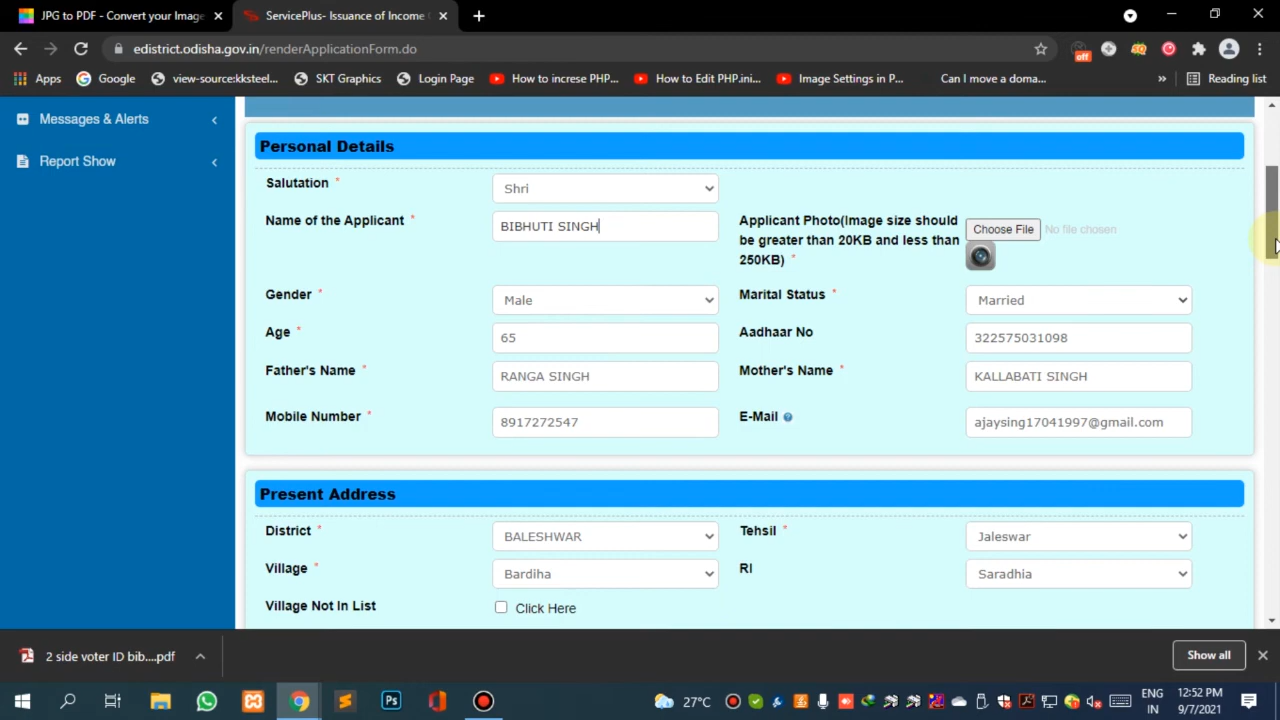 JPG to PDF - Convert your Image
ServicePlus- Issuance of Income C
edistrict.odisha.gov.in/renderApplicationForm.do
Apps
Google
view-source:kksteel...
SKT Graphics
Login Page
How to increse PHP...
How to Edit PHP.ini...
Image Settings in P...
Can I move a doma...
»
Reading list
off
Messages & Alerts
Report Show
Personal Details
Salutation *
Shri
Name of the Applicant *
BIBHUTI SINGH
Applicant Photo(Image size should
be greater than 20KB and less than
250KB) *
Choose File No file chosen
Gender *
Male
Marital Status *
Married
Age *
65
Aadhaar No
322575031098
Father's Name *
RANGA SINGH
Mother's Name *
KALLABATI SINGH
Mobile Number *
8917272547
E-Mail
ajaysing17041997@gmail.com
Present Address
District *
BALESHWAR
Tehsil *
Jaleswar
Village *
Bardiha
RI
Saradhia
Village Not In List
Click Here
2 side voter ID bib....pdf
Show all
Ps
27°C
ENG
IN
12:52 PM
9/7/2021